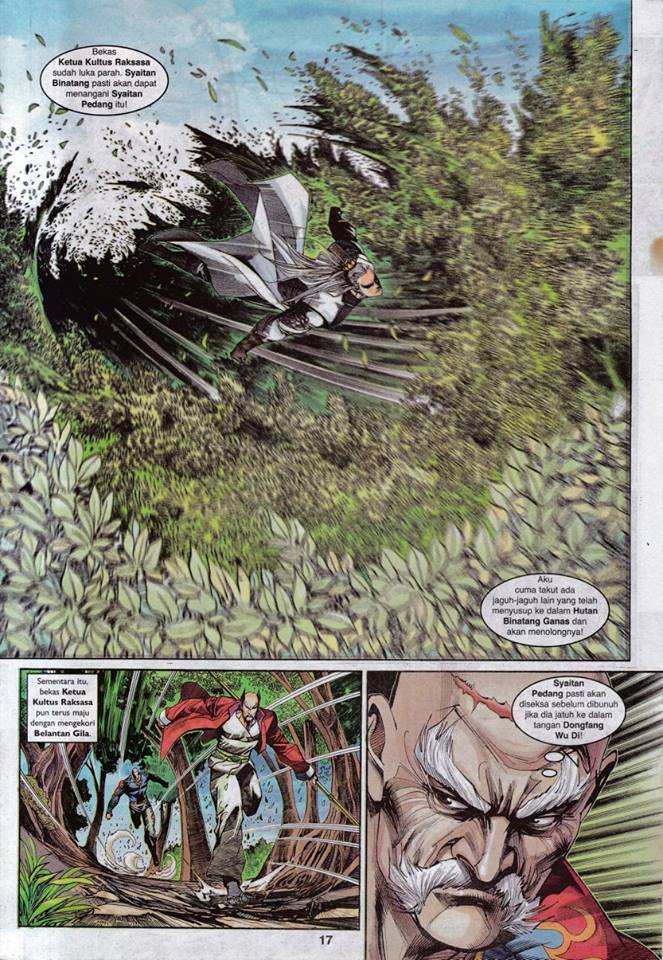 Bekas
Ketua Kultus Raksasa
sudah luka parah. Syaitan
Binatang pasti akan dapat
menangani Syaitan
Pedang itu!
Aku
cuma takut ada
jaguh-jaguh lain yang telah
menyusup ke dalam Hutan
Binatang Ganas dan
akan menolongnya!
Sementara itu,
bekas Ketua
Kultus Raksasa
pun terus maju
dengan mengekori
Belantan Gila.
Syaitan
Pedang pasti akan
diseksa sebelum dibunuh
jika dia jatuh ke dalam
tangan Dongfang
Wu Di!
17